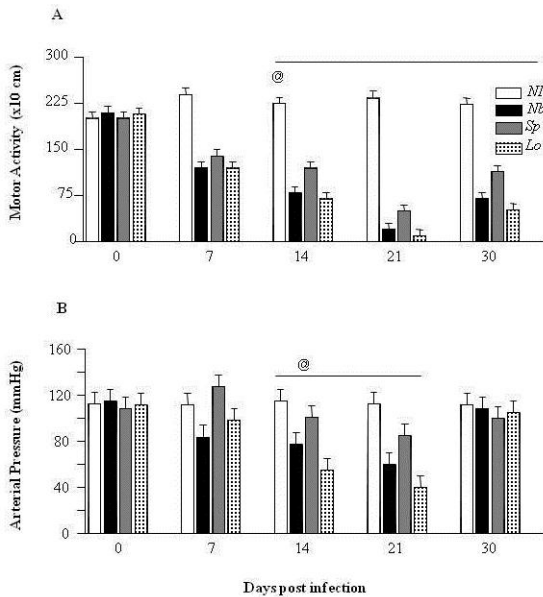 A
Motor Activity (x10 cm)
300
225
150
75
0
@
Nl
Nb
Sp
Lo
0 7 14 21 30
B
Arterial Pressure (mmHg)
160
120
80
40
0
@
0 7 14 21 30
Days post infection